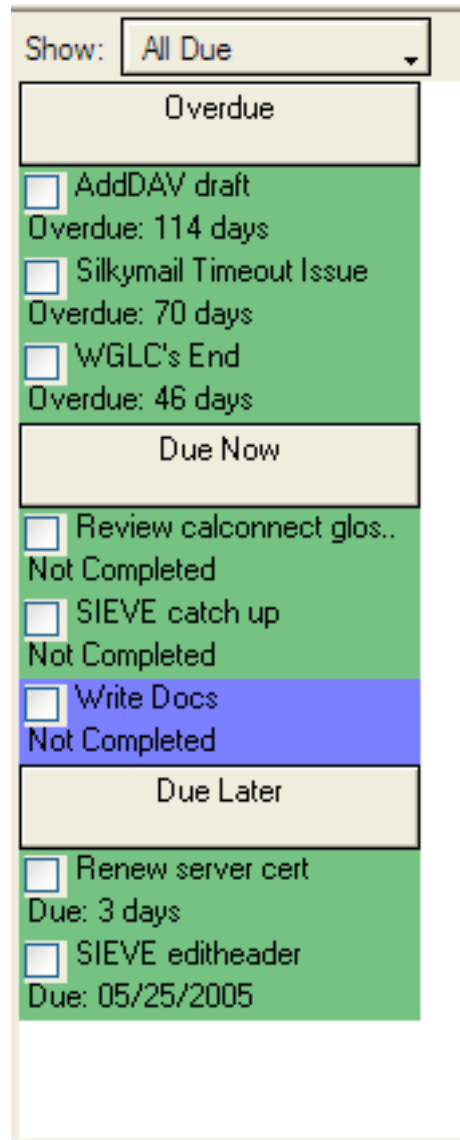 Show: All Due
Overdue
AddDAV draft
Overdue: 114 days
Silkymail Timeout Issue
Overdue: 70 days
WGLC's End
Overdue: 46 days
Due Now
Review calconnect glos..
Not Completed
SIEVE catch up
Not Completed
Write Docs
Not Completed
Due Later
Renew server cert
Due: 3 days
SIEVE editheader
Due: 05/25/2005